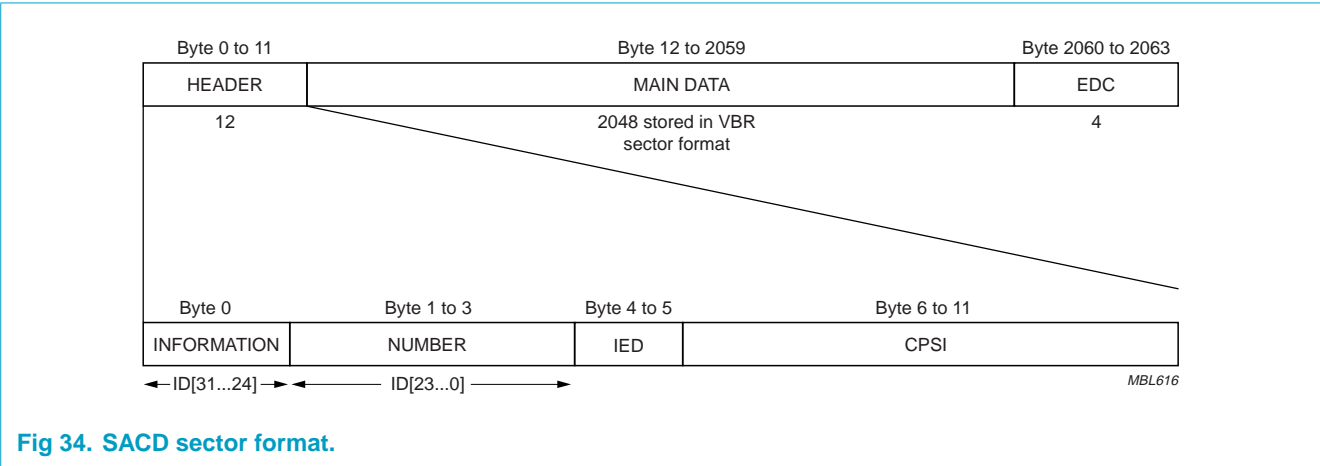 Byte 0 to 11 Byte 12 to 2059 Byte 2060 to 2063
HEADER MAIN DATA EDC
12 2048 stored in VBR 4
sector format
Byte 0 Byte 1 to 3 Byte 4 to 5 Byte 6 to 11
INFORMATION NUMBER IED CPSI
ID[31...24] ID[23...0] MBL616
Fig 34. SACD sector format.